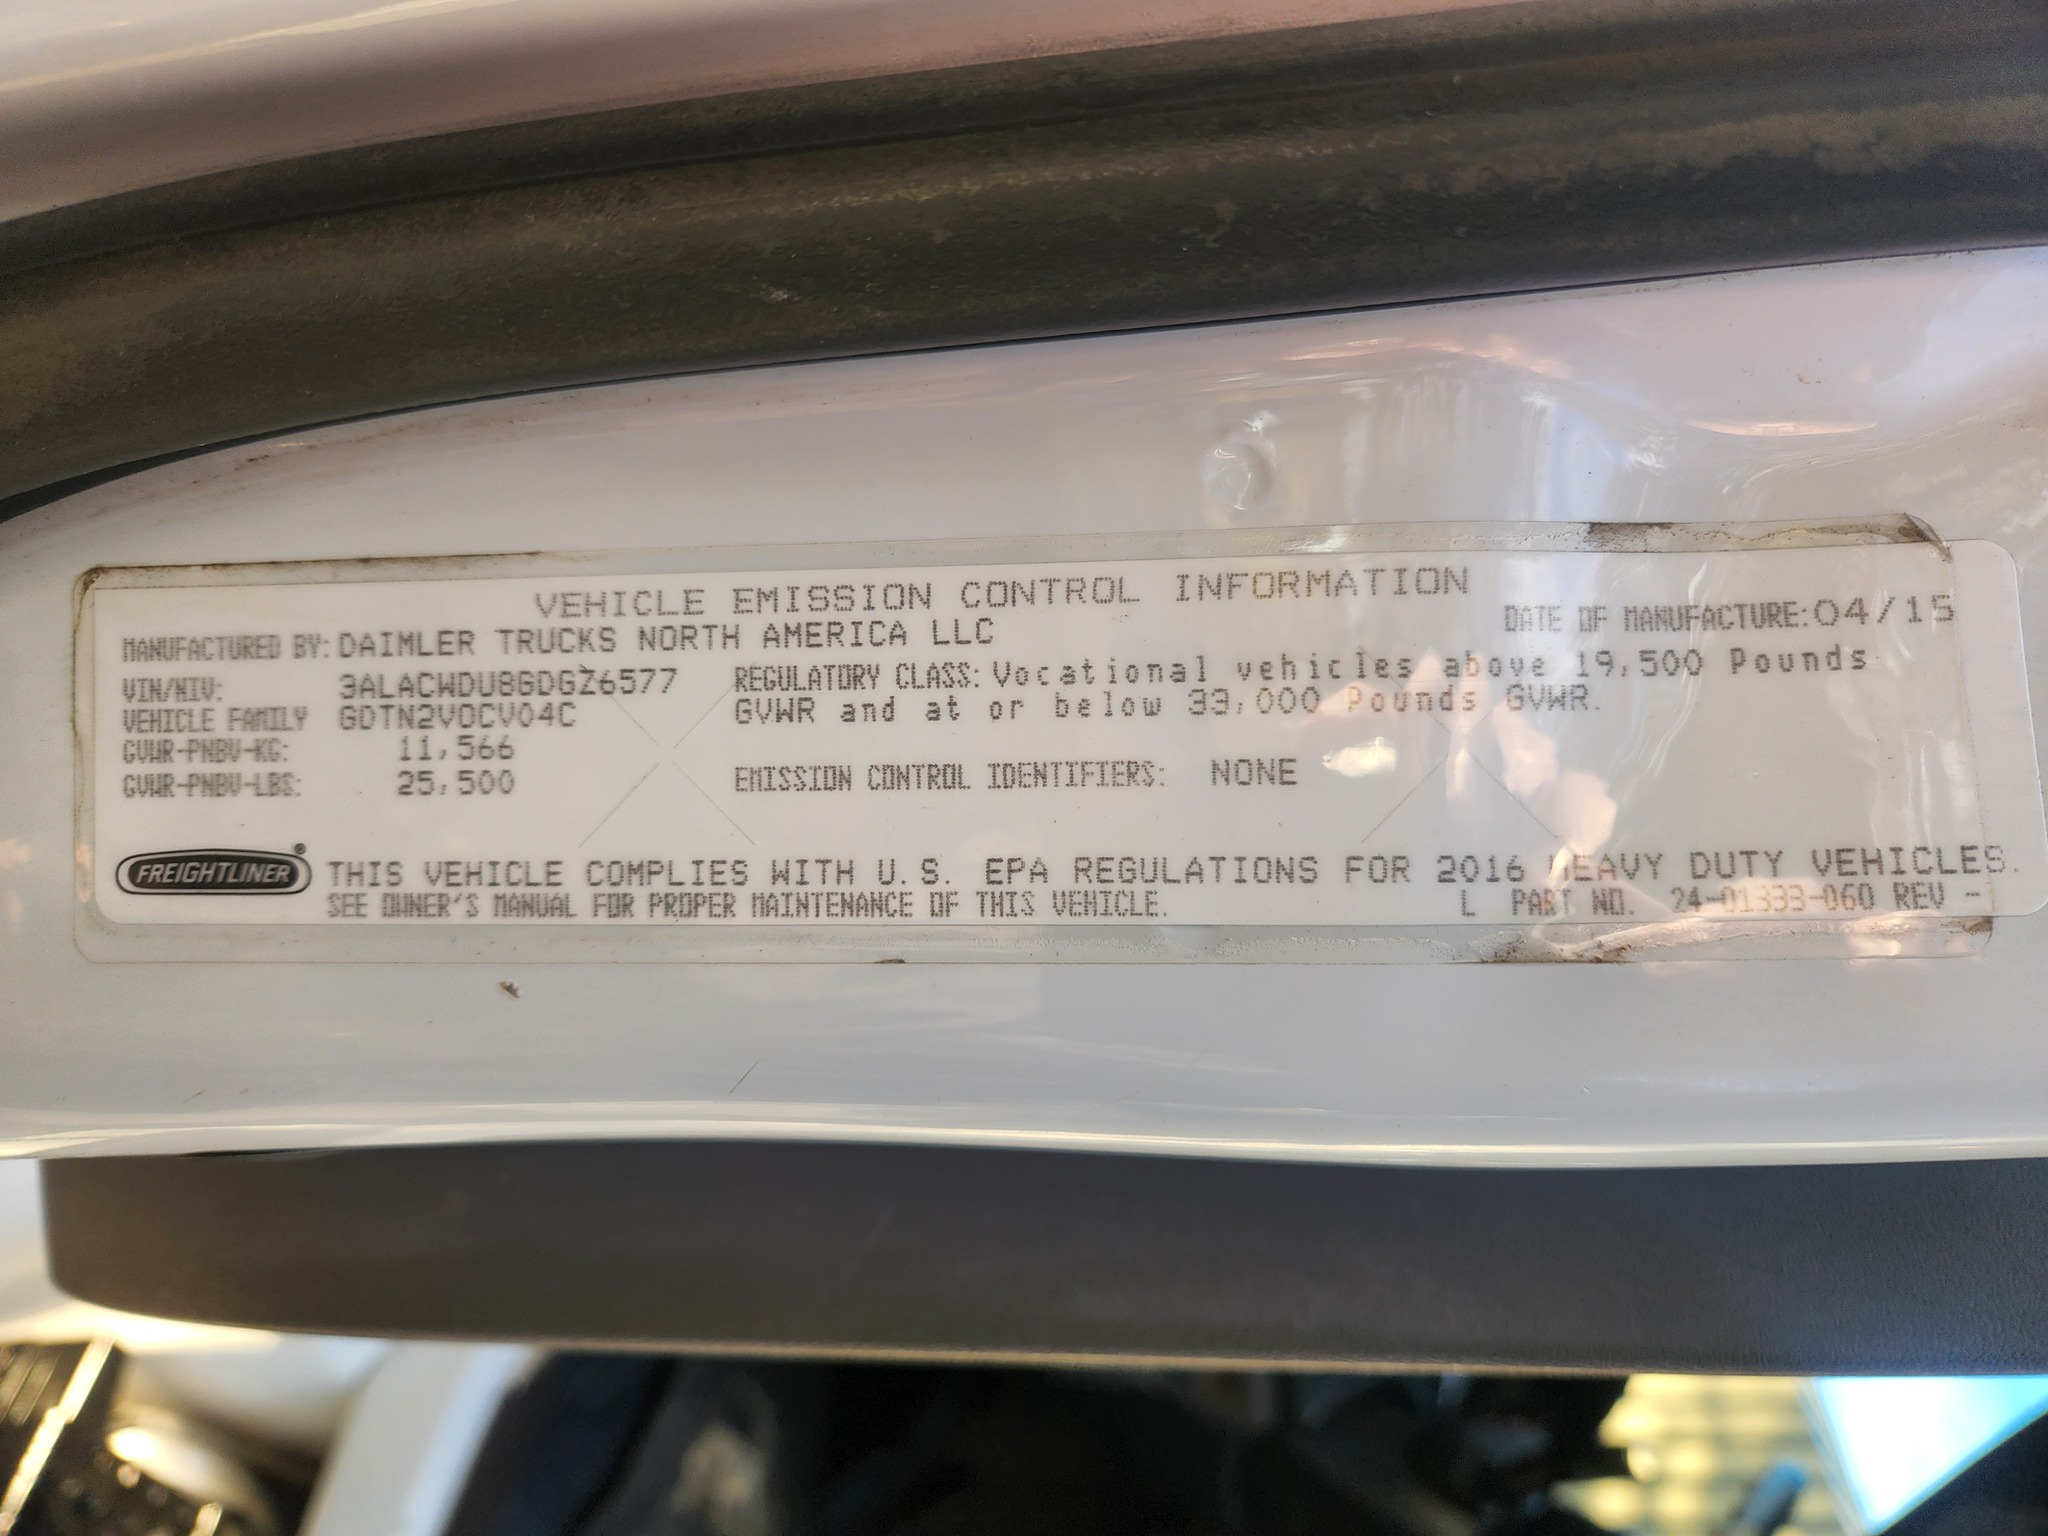 VEHICLE EMISSION CONTROL INFORMATION
MANUFACTURED BY: DAIMLER TRUCKS NORTH AMERICA LLC DATE OF MANUFACTURE: 04/15
VIN/NIV: 3ALACWDU8GDGZ6577 REGULATORY CLASS: Vocational vehicles above 19,500 Pounds
VEHICLE FAMILY GDTN2VOCV04C GVWR and at or below 33,000 Pounds GVWR.
GVWR-PNBV-KG: 11,566
GVWR-PNBV-LBS: 25,500 EMISSION CONTROL IDENTIFIERS: NONE
FREIGHTLINER® THIS VEHICLE COMPLIES WITH U.S. EPA REGULATIONS FOR 2016 HEAVY DUTY VEHICLES.
SEE OWNER'S MANUAL FOR PROPER MAINTENANCE OF THIS VEHICLE. L PART NO. 24-01333-060 REV -